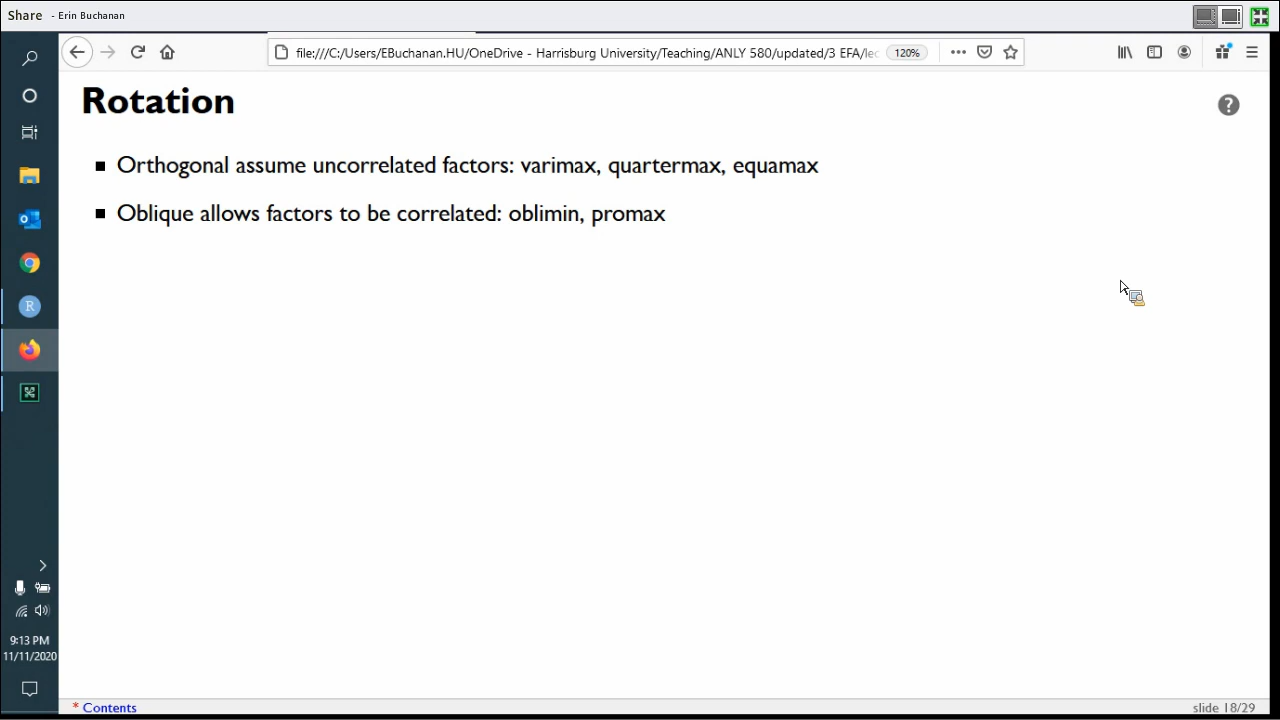 Share - Erin Buchanan
file:///C:/Users/EBuchanan.HU/OneDrive - Harrisburg University/Teaching/ANLY 580/updated/3 EFA/lec
120%
Rotation
?
Orthogonal assume uncorrelated factors: varimax, quartermax, equamax
Oblique allows factors to be correlated: oblimin, promax
R
9:13 PM
11/11/2020
* Contents
slide 18/29